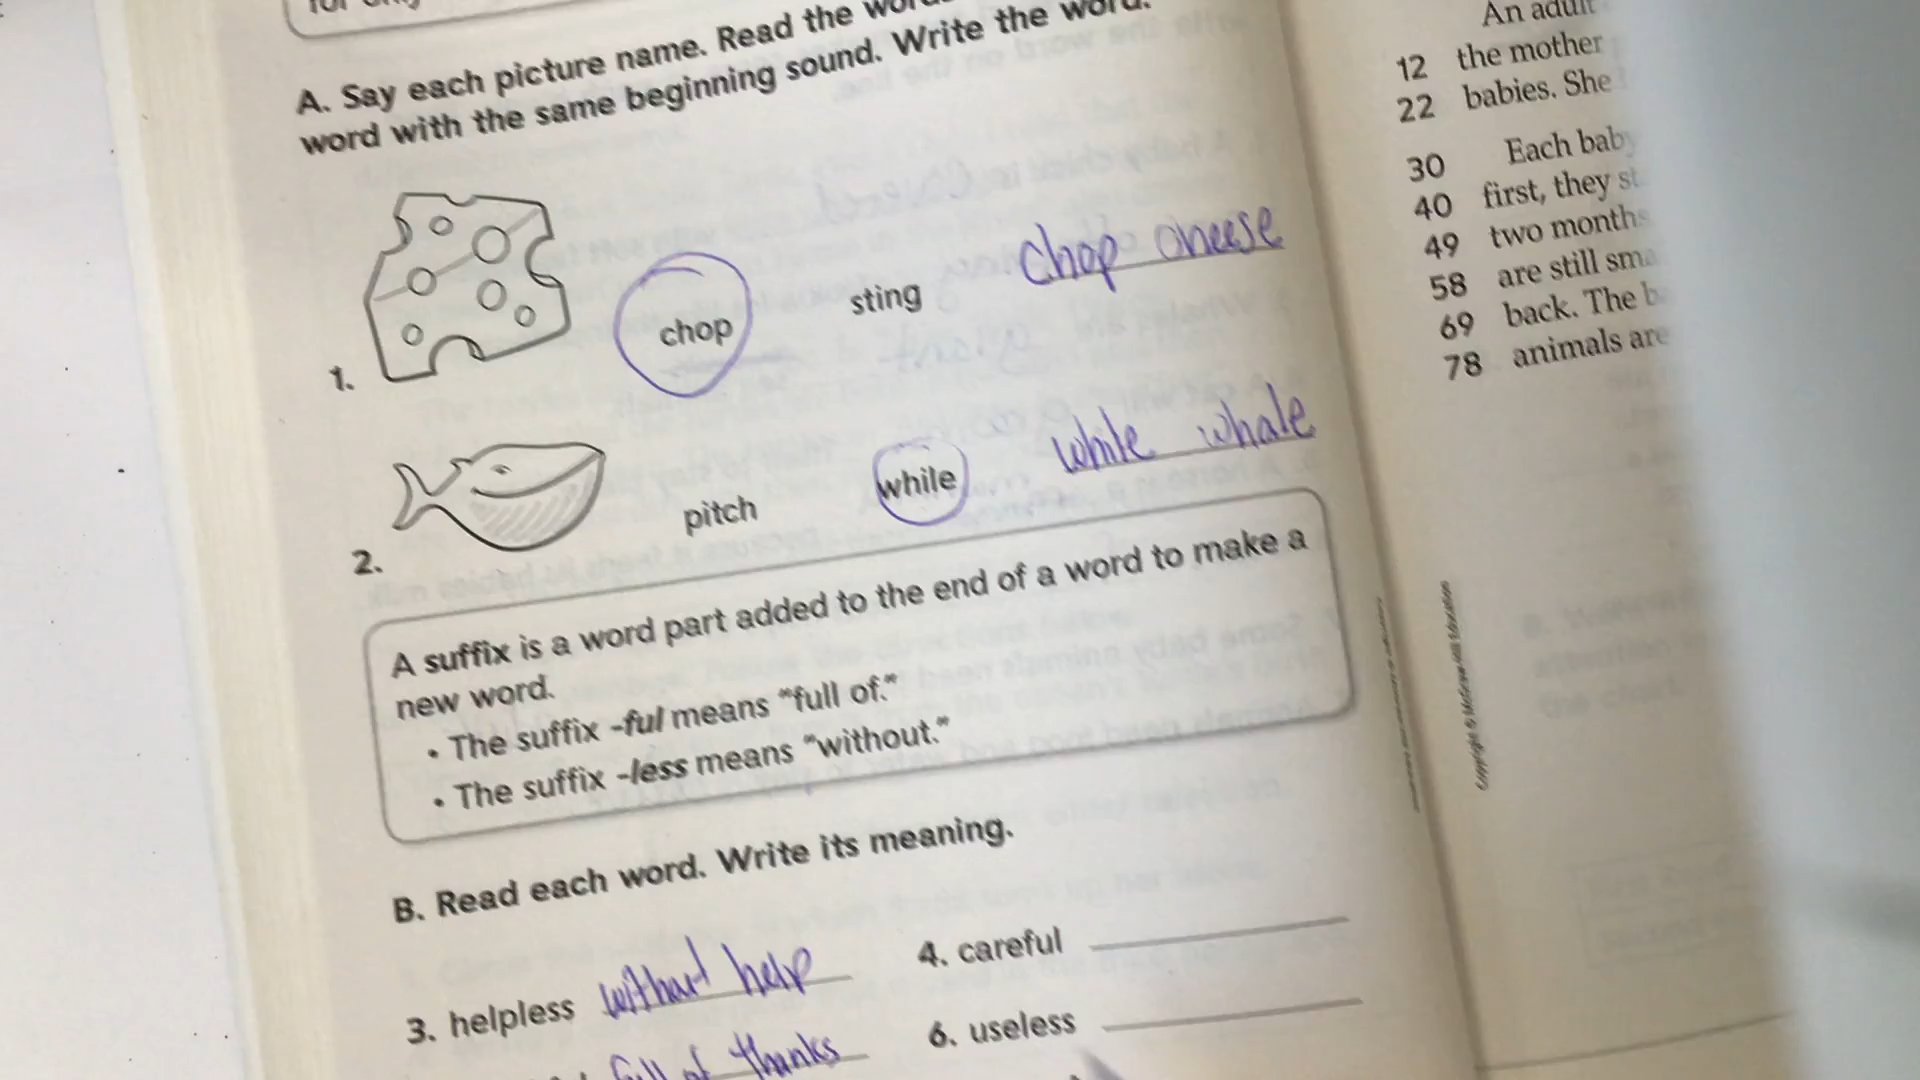 for only
A. Say each picture name. Read the
word with the same beginning sound. Write the word.
1. chop sting chop cheese
2. pitch while while whale
A suffix is a word part added to the end of a word to make a
new word.
• The suffix -ful means "full of."
• The suffix -less means "without."
B. Read each word. Write its meaning.
3. helpless without help
4. careful
full of thanks
6. useless
An adult
12 the mother
22 babies. She
30 Each baby
40 first, they
49 two months
58 are still
69 back. The
78 animals are